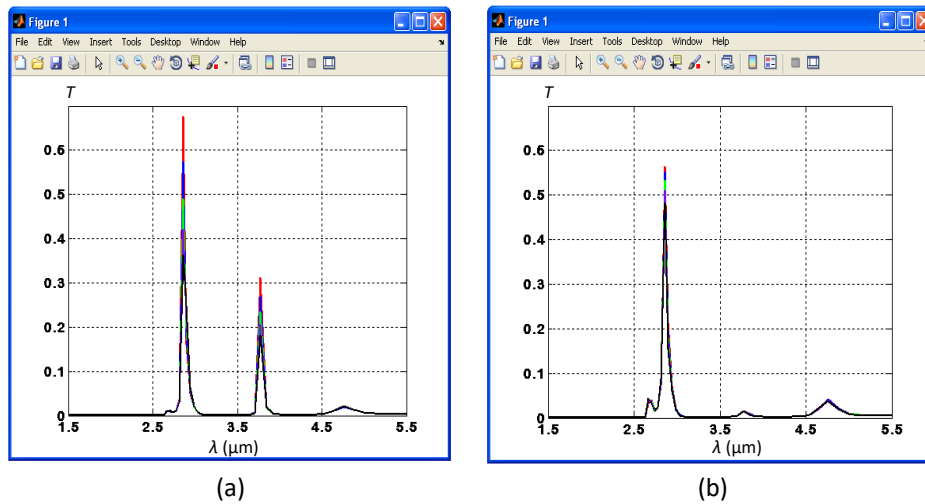 Figure 1
File Edit View Insert Tools Desktop Window Help
T
0.6
0.5
0.4
0.3
0.2
0.1
0
1.5 2.5 3.5 4.5 5.5
λ (μm)
(a)
Figure 1
File Edit View Insert Tools Desktop Window Help
T
0.6
0.5
0.4
0.3
0.2
0.1
0
1.5 2.5 3.5 4.5 5.5
λ (μm)
(b)